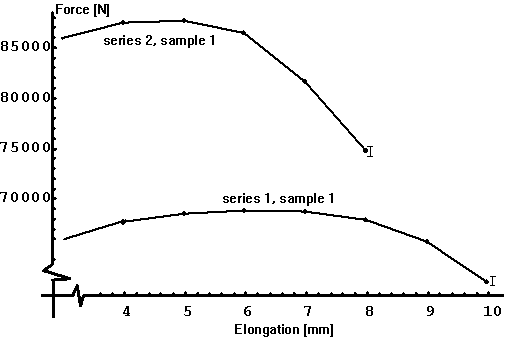 Force [N]
85000
series 2, sample 1
80000
75000
70000
series 1, sample 1
4 5 6 7 8 9 10
Elongation [mm]